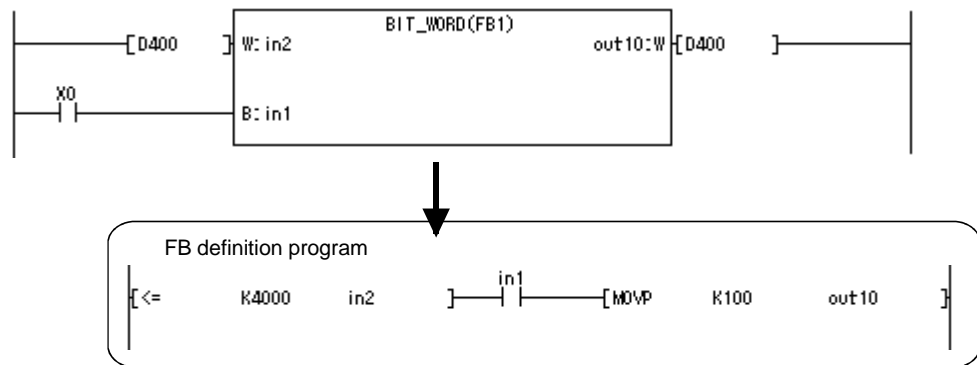 BIT_WORD(FB1)
[D400 ] W:in2 out10:W [D400 ]
X0
B:in1
FB definition program
in1
[<= K4000 in2 ] [MOVP K100 out10 ]